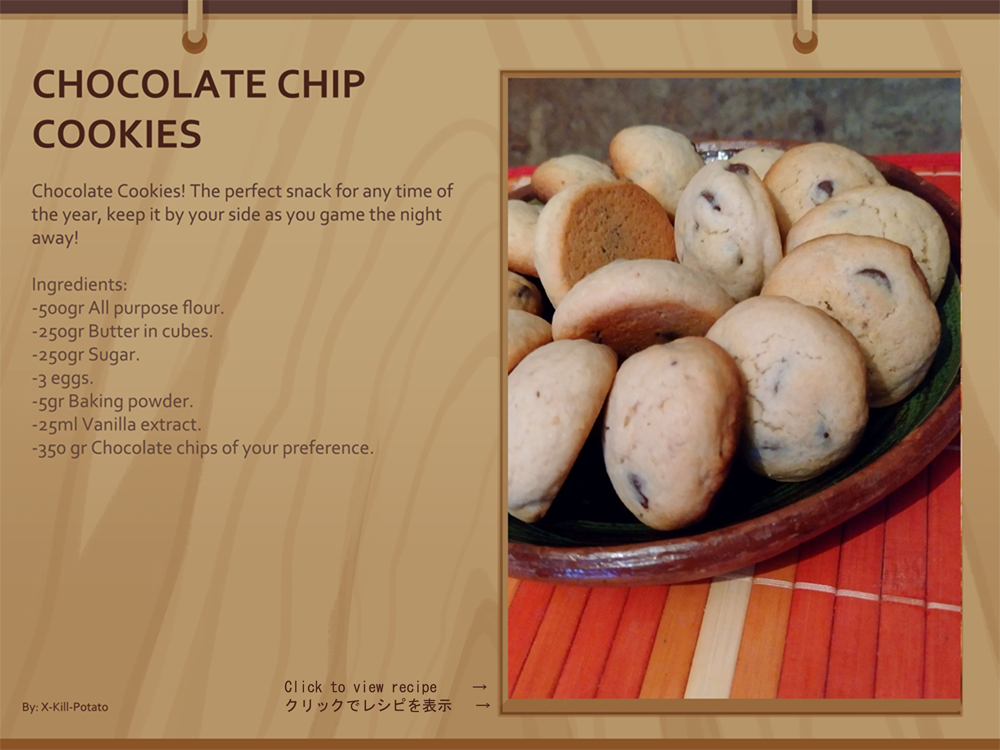 CHOCOLATE CHIP
COOKIES
Chocolate Cookies! The perfect snack for any time of
the year, keep it by your side as you game the night
away!
Ingredients:
-500gr All purpose flour.
-250gr Butter in cubes.
-250gr Sugar.
-3 eggs.
-5gr Baking powder.
-25ml Vanilla extract.
-350 gr Chocolate chips of your preference.
Click to view recipe →
クリックでレシピを表示 →
By: X-Kill-Potato